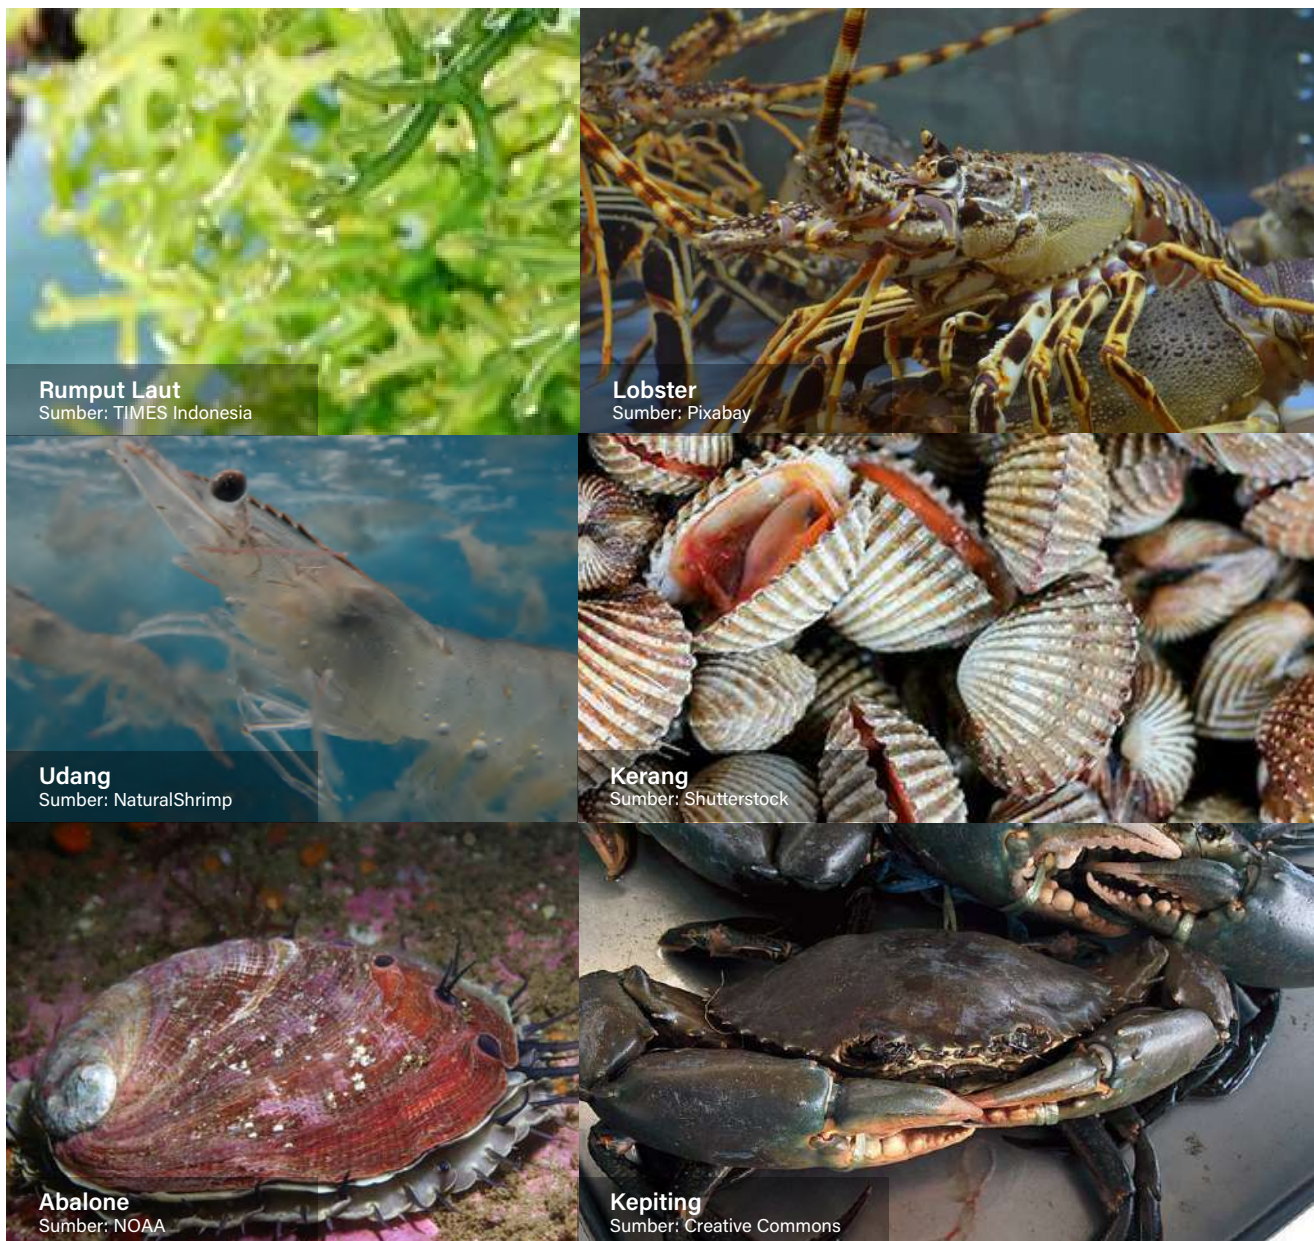 Rumput Laut
Sumber: TIMES Indonesia
Lobster
Sumber: Pixabay
Udang
Sumber: NaturalShrimp
Kerang
Sumber: Shutterstock
Abalone
Sumber: NOAA
Kepiting
Sumber: Creative Commons